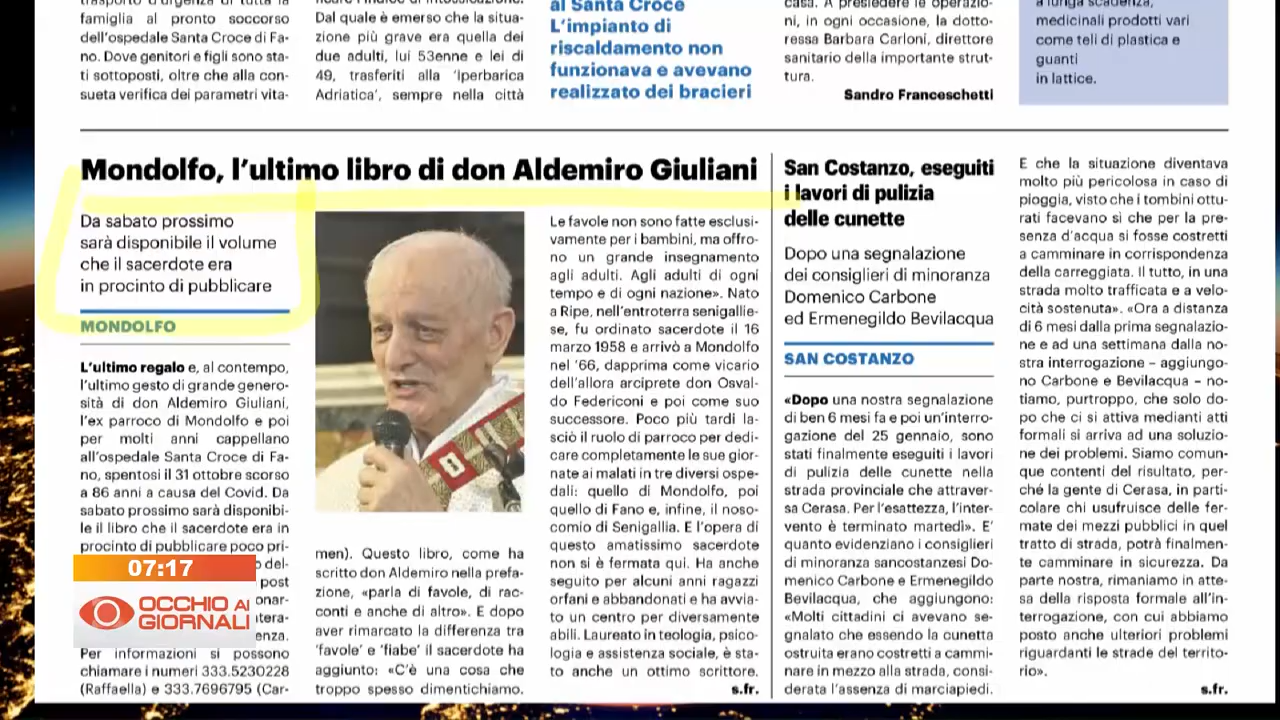 famiglia al pronto soccorso
dell'ospedale Santa Croce di Fa-
no. Dove genitori e figli sono sta-
ti sottoposti, oltre che alla con-
sueta verifica dei parametri vita-
Dal quale è emerso che la situa-
zione più grave era quella dei
due adulti, lui 53enne e lei di
49, trasferiti alla 'Iperbarica
Adriatica', sempre nella città
al Santa Croce
L'impianto di
riscaldamento non
funzionava e avevano
realizzato dei bracieri
casa. A presiedere le operazio-
ni, in ogni occasione, la dotto-
ressa Barbara Carloni, direttore
sanitario della importante strut-
tura.
Sandro Franceschetti
a lunga scadenza,
medicinali prodotti vari
come teli di plastica e
guanti
in lattice.
Mondolfo, l'ultimo libro di don Aldemiro Giuliani
Da sabato prossimo
sarà disponibile il volume
che il sacerdote era
in procinto di pubblicare
MONDOLFO
L'ultimo regalo e, al contempo,
l'ultimo gesto di grande genero-
sità di don Aldemiro Giuliani,
l'ex parroco di Mondolfo e poi
per molti anni cappellano
all'ospedale Santa Croce di Fa-
no, spentosi il 31 ottobre scorso
a 86 anni a causa del Covid. Da
sabato prossimo sarà disponibi-
le il libro che il sacerdote era in
procinto di pubblicare poco pri-
del-
post
onar-
tera-
enza.
Per informazioni si possono
chiamare i numeri 333.5230228
(Raffaella) e 333.7696795 (Car-
men). Questo libro, come ha
scritto don Aldemiro nella prefa-
zione, «parla di favole, di rac-
conti e anche di altro». E dopo
aver rimarcato la differenza tra
'favole' e 'fiabe' il sacerdote ha
aggiunto: «C'è una cosa che
troppo spesso dimentichiamo.
Le favole non sono fatte esclusi-
vamente per i bambini, ma offro-
no un grande insegnamento
agli adulti. Agli adulti di ogni
tempo e di ogni nazione». Nato
a Ripe, nell'entroterra senigallie-
se, fu ordinato sacerdote il 16
marzo 1958 e arrivò a Mondolfo
nel '66, dapprima come vicario
dell'allora arciprete don Osval-
do Federiconi e poi come suo
successore. Poco più tardi la-
sciò il ruolo di parroco per dedi-
care completamente le sue gior-
nate ai malati in tre diversi ospe-
dali: quello di Mondolfo, poi
quello di Fano e, infine, il noso-
comio di Senigallia. E l'opera di
questo amatissimo sacerdote
non si è fermata qui. Ha anche
seguito per alcuni anni ragazzi
orfani e abbandonati e ha avvia-
to un centro per diversamente
abili. Laureato in teologia, psico-
logia e assistenza sociale, è sta-
to anche un ottimo scrittore.
s.fr.
San Costanzo, eseguiti
i lavori di pulizia
delle cunette
Dopo una segnalazione
dei consiglieri di minoranza
Domenico Carbone
ed Ermenegildo Bevilacqua
SAN COSTANZO
«Dopo una nostra segnalazione
di ben 6 mesi fa e poi un'interro-
gazione del 25 gennaio, sono
stati finalmente eseguiti i lavori
di pulizia delle cunette nella
strada provinciale che attraver-
sa Cerasa. Per l'esattezza, l'inter-
vento è terminato martedì». E'
quanto evidenziano i consiglieri
di minoranza sancostanzesi Do-
menico Carbone e Ermenegildo
Bevilacqua, che aggiungono:
«Molti cittadini ci avevano se-
gnalato che essendo la cunetta
ostruita erano costretti a cammi-
nare in mezzo alla strada, consi-
derata l'assenza di marciapiedi.
E che la situazione diventava
molto più pericolosa in caso di
pioggia, visto che i tombini ottu-
rati facevano sì che per la pre-
senza d'acqua si fosse costretti
a camminare in corrispondenza
della carreggiata. Il tutto, in una
strada molto trafficata e a velo-
cità sostenuta». «Ora a distanza
di 6 mesi dalla prima segnalazio-
ne e ad una settimana dalla no-
stra interrogazione – aggiungo-
no Carbone e Bevilacqua – no-
tiamo, purtroppo, che solo do-
po che ci si attiva medianti atti
formali si arriva ad una soluzio-
ne dei problemi. Siamo comun-
que contenti del risultato, per-
ché la gente di Cerasa, in parti-
colare chi usufruisce delle fer-
mate dei mezzi pubblici in quel
tratto di strada, potrà finalmen-
te camminare in sicurezza. Da
parte nostra, rimaniamo in atte-
sa della risposta formale all'in-
terrogazione, con cui abbiamo
posto anche ulteriori problemi
riguardanti le strade del territo-
rio».
s.fr.
07:17
OCCHIO AI
GIORNALI